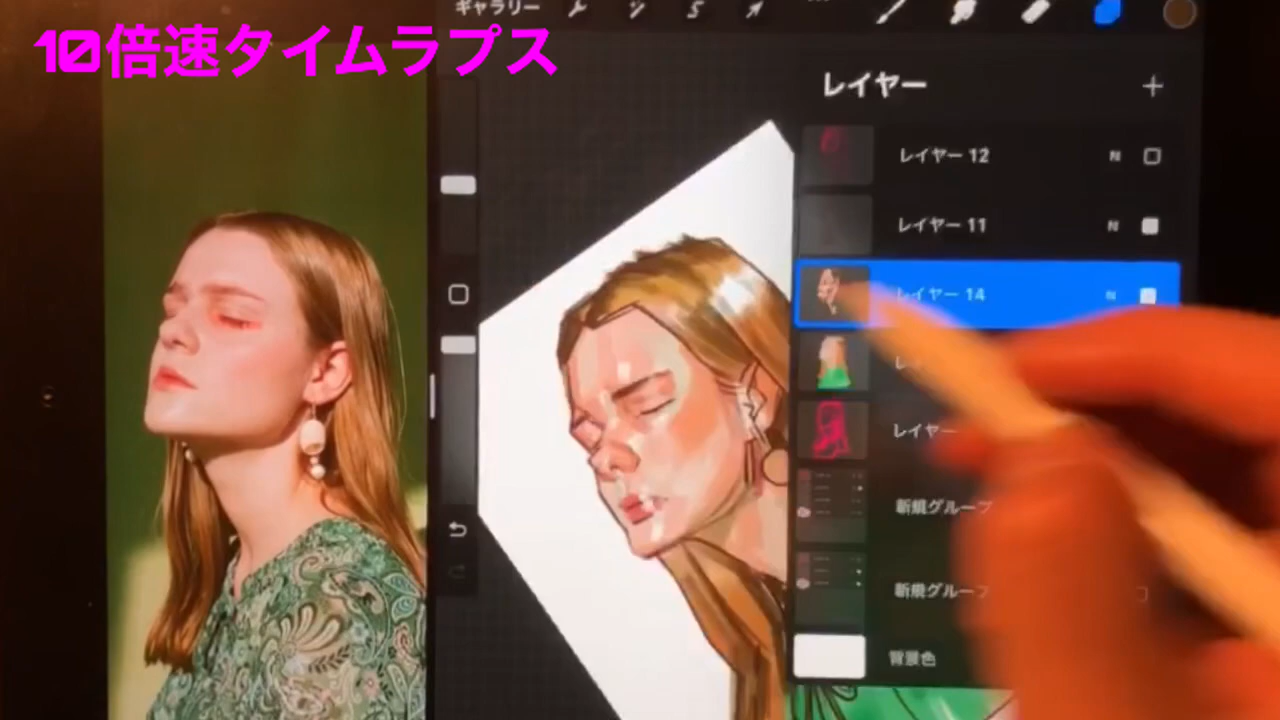 10倍速タイムラプス
ギャラリー
レイヤー
レイヤー 12
N
レイヤー 11
N
レイヤー 14
N
レイヤー
新規グループ
新規グループ
背景色